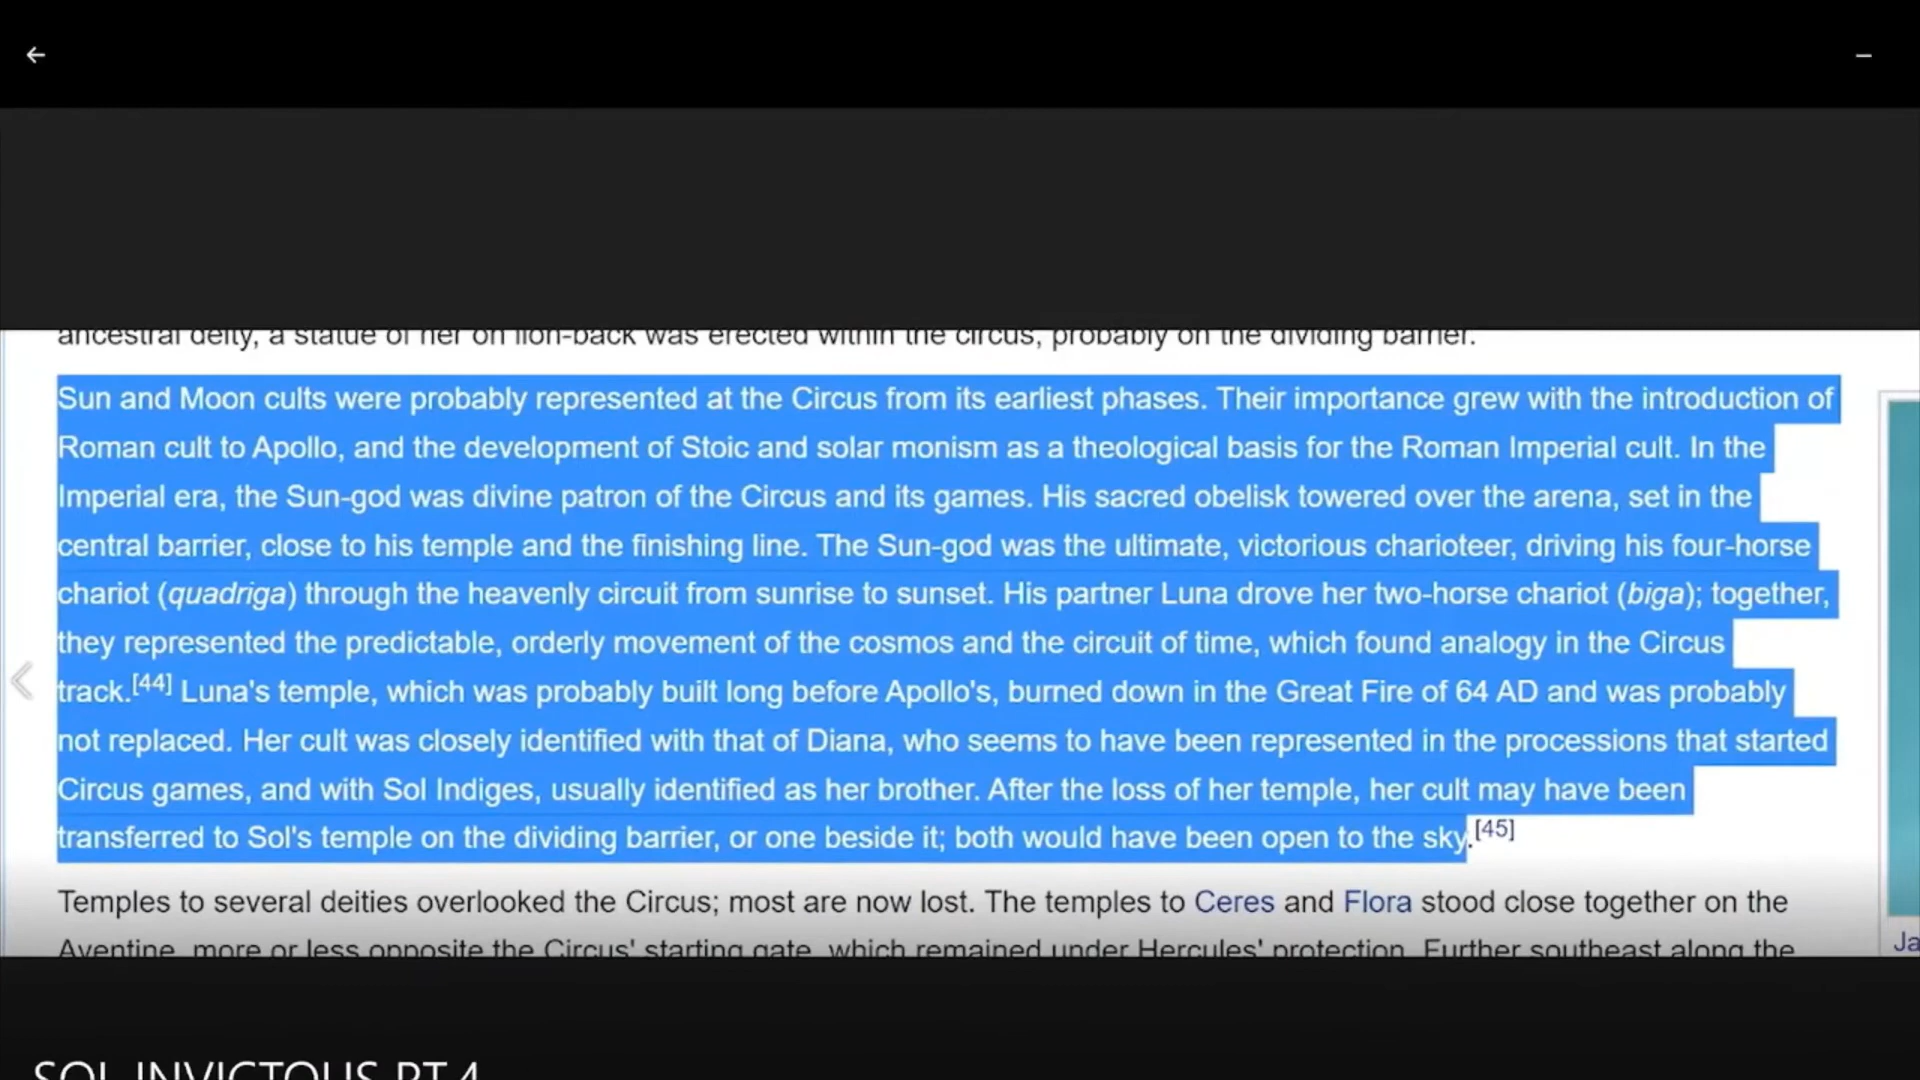 ancestral deity, a statue of her on lion-back was erected within the circus, probably on the dividing barrier.
Sun and Moon cults were probably represented at the Circus from its earliest phases. Their importance grew with the introduction of
Roman cult to Apollo, and the development of Stoic and solar monism as a theological basis for the Roman Imperial cult. In the
Imperial era, the Sun-god was divine patron of the Circus and its games. His sacred obelisk towered over the arena, set in the
central barrier, close to his temple and the finishing line. The Sun-god was the ultimate, victorious charioteer, driving his four-horse
chariot (quadriga) through the heavenly circuit from sunrise to sunset. His partner Luna drove her two-horse chariot (biga); together,
they represented the predictable, orderly movement of the cosmos and the circuit of time, which found analogy in the Circus
track.[44] Luna's temple, which was probably built long before Apollo's, burned down in the Great Fire of 64 AD and was probably
not replaced. Her cult was closely identified with that of Diana, who seems to have been represented in the processions that started
Circus games, and with Sol Indiges, usually identified as her brother. After the loss of her temple, her cult may have been
transferred to Sol's temple on the dividing barrier, or one beside it; both would have been open to the sky.[45]
Temples to several deities overlooked the Circus; most are now lost. The temples to Ceres and Flora stood close together on the
Aventine, more or less opposite the Circus' starting gate, which remained under Hercules' protection. Further southeast along the
Ja
SOL INVICTOUS PT.4